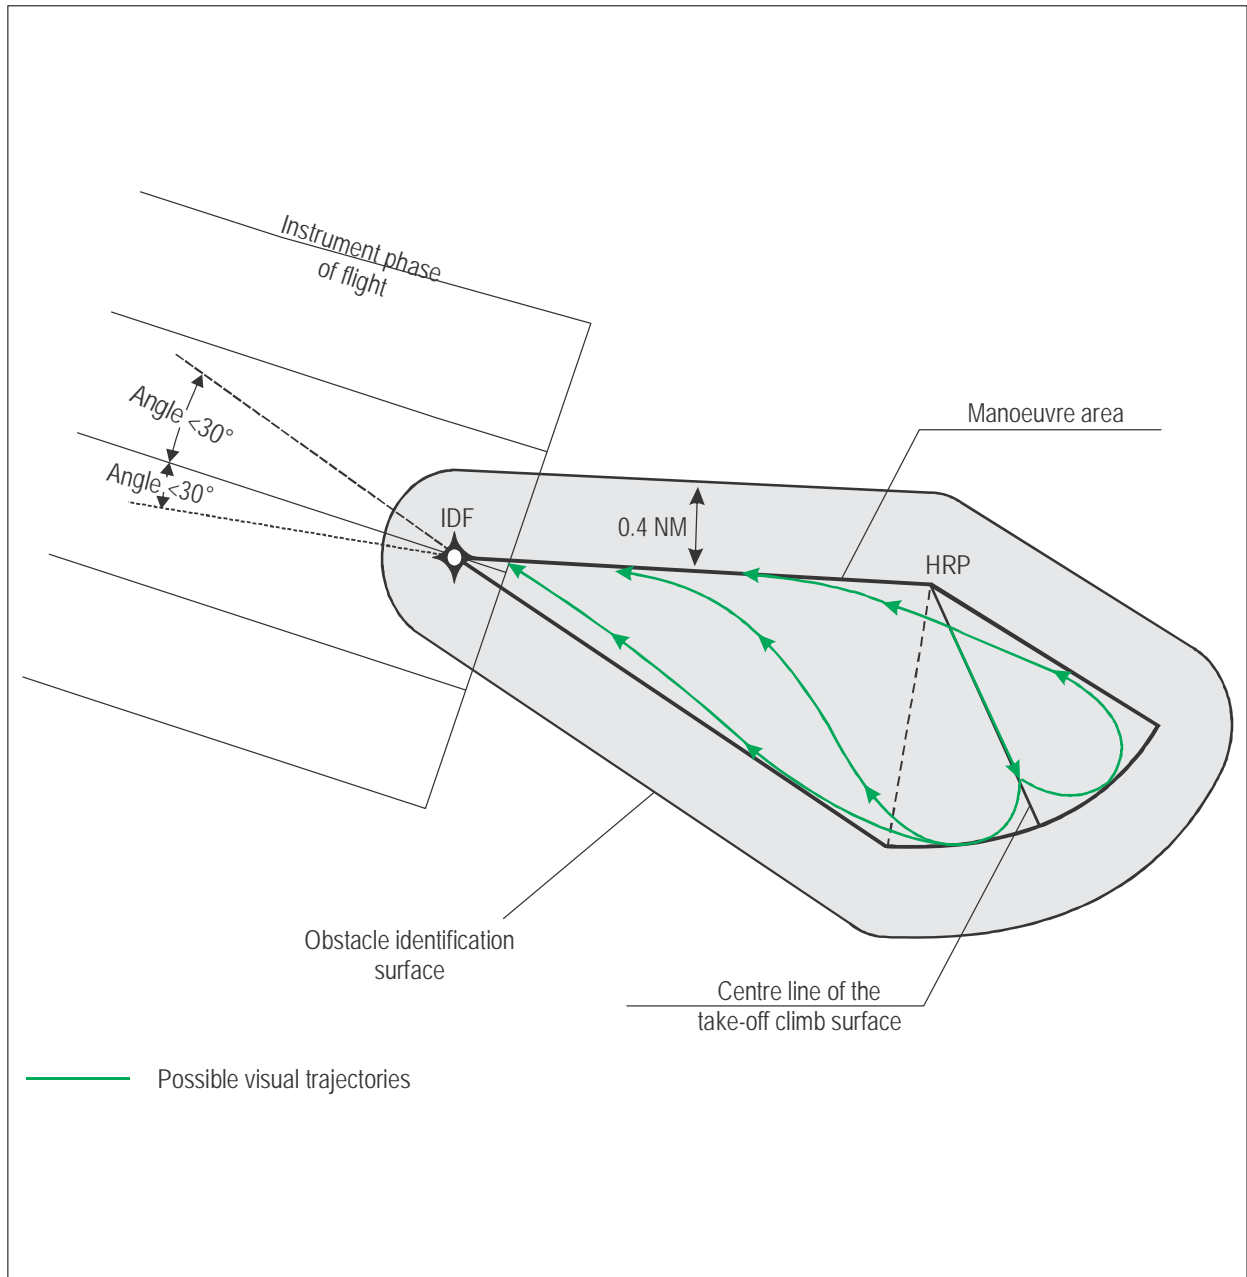 Instrument phase
of flight
Angle <30°
Angle <30°
Manoeuvre area
IDF
0.4 NM
HRP
Obstacle identification
surface
Centre line of the
take-off climb surface
Possible visual trajectories